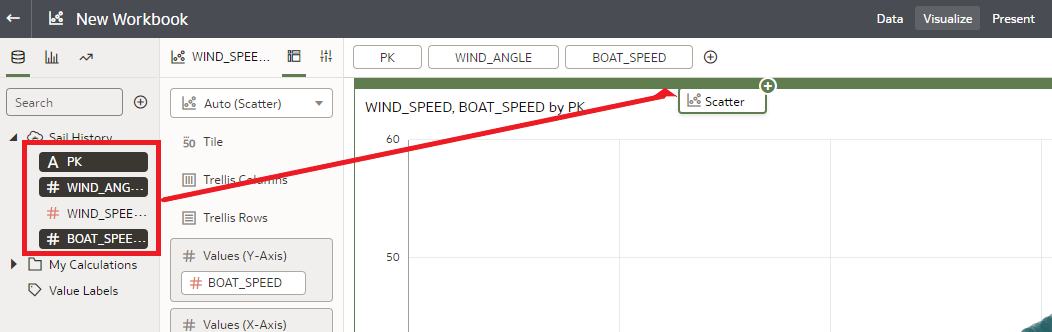 New Workbook
Data
Visualize
Present
WIND_SPEE...
PK
WIND_ANGLE
BOAT_SPEED
Search
Auto (Scatter)
Scatter
WIND_SPEED, BOAT_SPEED by PK
Sail History
60
A PK
# WIND_ANG...
# WIND_SPEE...
# BOAT_SPEE...
50 Tile
Trellis Columns
Trellis Rows
My Calculations
Value Labels
# Values (Y-Axis)
# BOAT_SPEED
50
# Values (X-Axis)